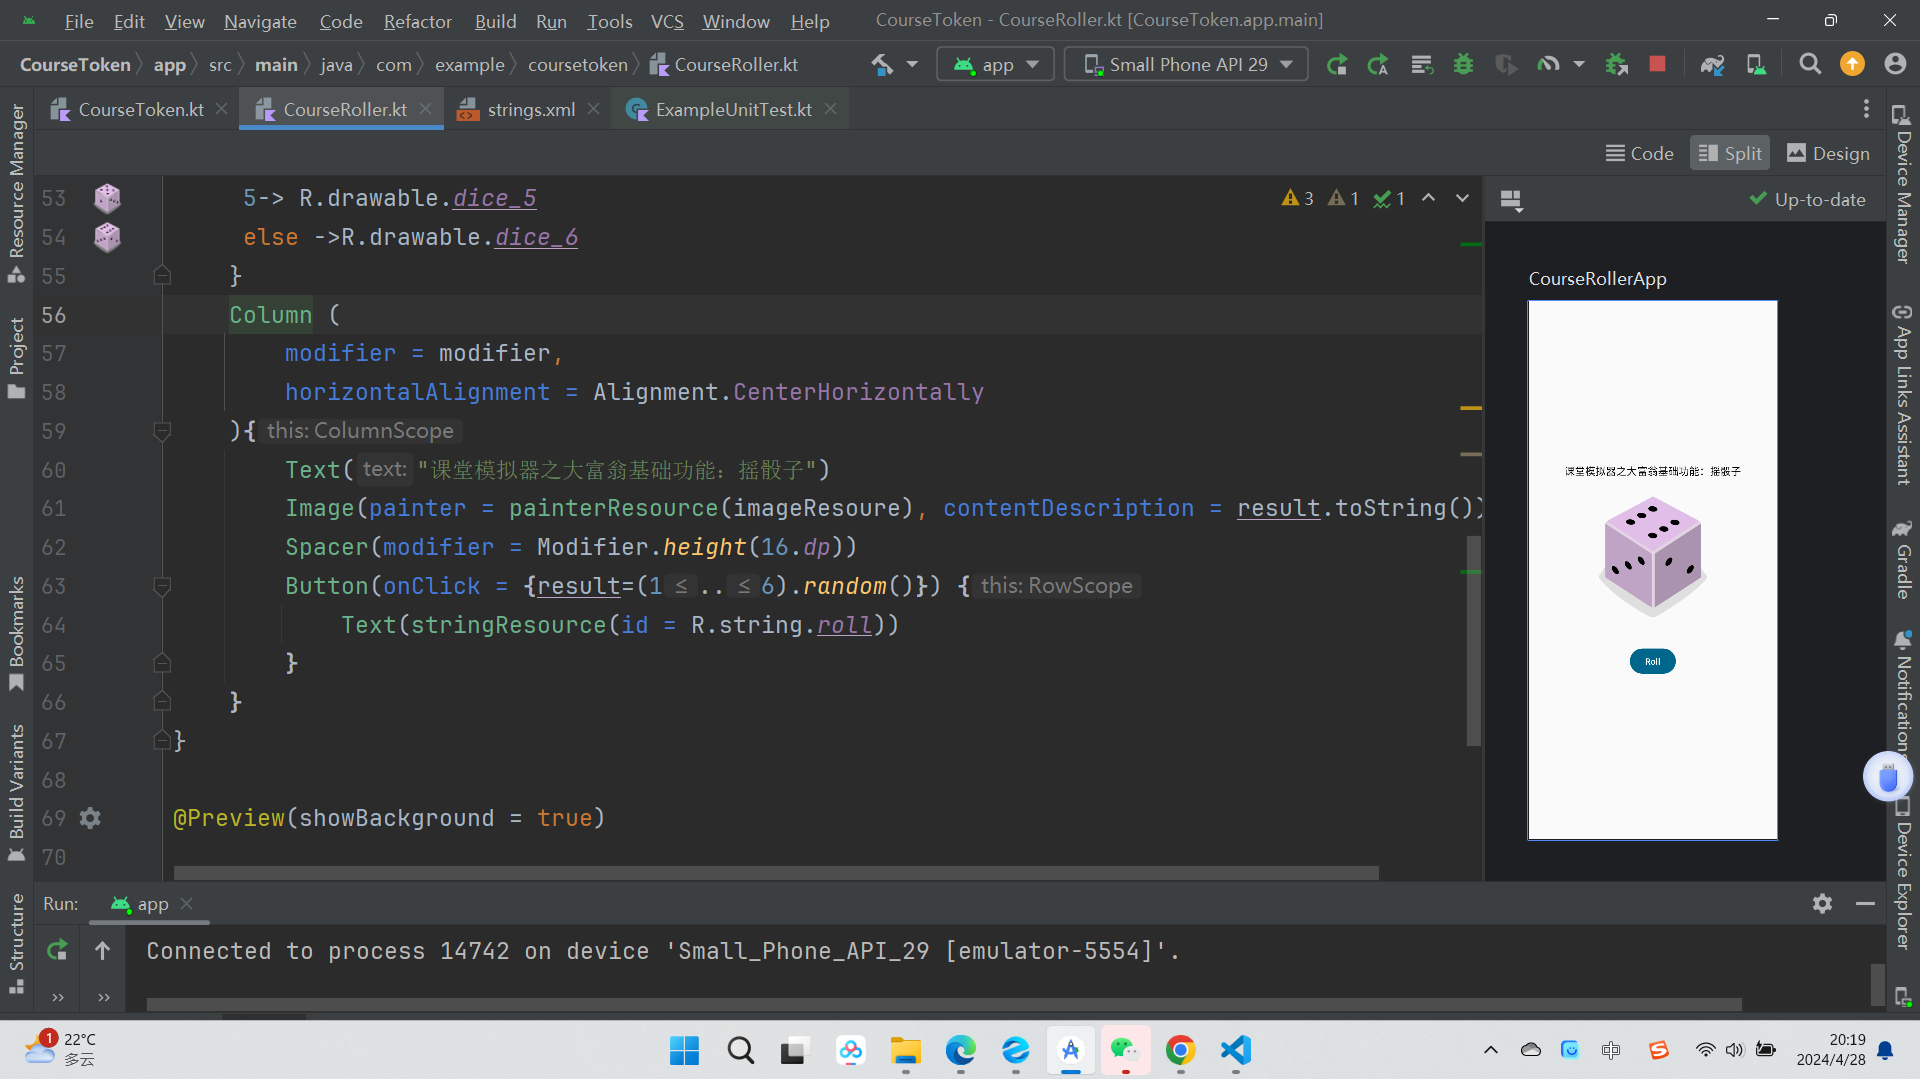 File Edit View Navigate Code Refactor Build Run Tools VCS Window Help CourseToken - CourseRoller.kt [CourseToken.app.main]
CourseToken app src main java com example coursetoken CourseRoller.kt app Small Phone API 29
CourseToken.kt CourseRoller.kt strings.xml ExampleUnitTest.kt
Code Split Design
53 5-> R.drawable.dice_5 3 1 1
Up-to-date
54 else ->R.drawable.dice_6
55 }
CourseRollerApp
56 Column (
57 modifier = modifier,
58 horizontalAlignment = Alignment.CenterHorizontally
59 ){ this: ColumnScope
60 Text( text: "课堂模拟器之大富翁基础功能：摇骰子")
61 Image(painter = painterResource(imageResoure), contentDescription = result.toString())
62 Spacer(modifier = Modifier.height(16.dp))
63 Button(onClick = {result=(1 ≤ .. ≤ 6).random()}) { this: RowScope
64 Text(stringResource(id = R.string.roll))
65 }
66 }
67 }
68
69 @Preview(showBackground = true)
70
课堂模拟器之大富翁基础功能：摇骰子
Roll
Resource Manager
Project
Bookmarks
Build Variants
Structure
Device Manager
App Links Assistant
Gradle
Notifications
Device Explorer
Run: app
Connected to process 14742 on device 'Small_Phone_API_29 [emulator-5554]'.
1
22°C
多云
中
20:19
2024/4/28